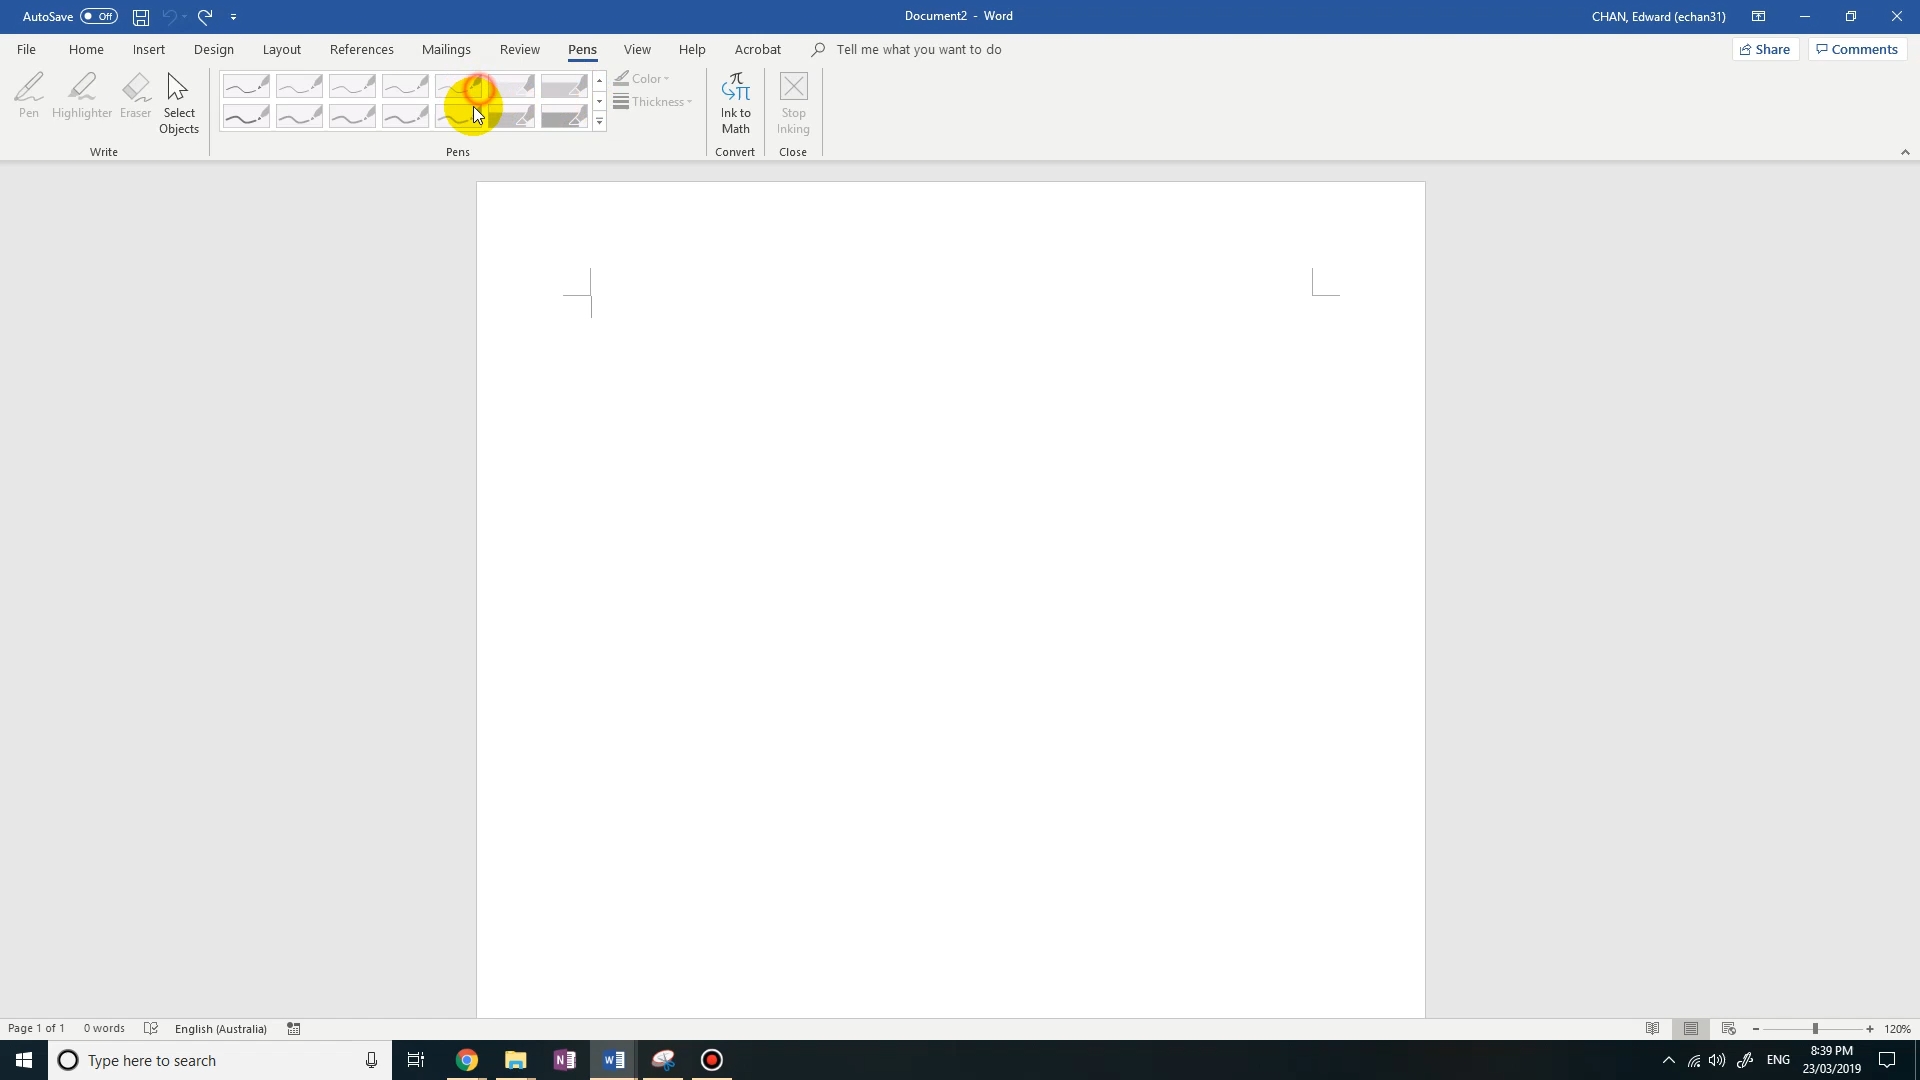 AutoSave Off
Document2 - Word
CHAN, Edward (echan31)
File Home Insert Design Layout References Mailings Review Pens View Help Acrobat Tell me what you want to do
Share Comments
Pen Highlighter Eraser Select Objects
Color
Thickness
Ink to Math
Stop Inking
Write Pens Convert Close
Page 1 of 1 0 words English (Australia) 120%
Type here to search
ENG
8:39 PM
23/03/2019